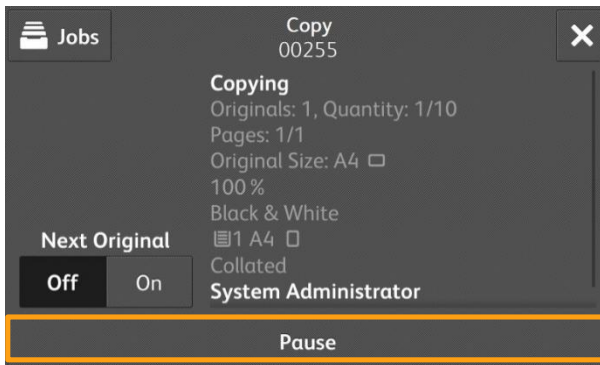 Jobs
Copy
00255
Copying
Originals: 1, Quantity: 1/10
Pages: 1/1
Original Size: A4
100 %
Black & White
1 A4
Collated
System Administrator
Next Original
Off
On
Pause